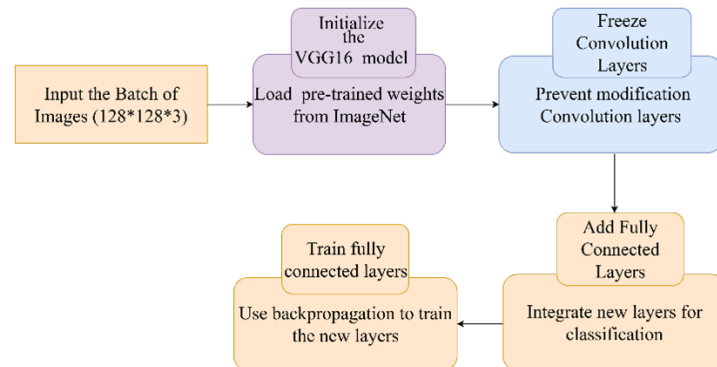 Input the Batch of
Images (128*128*3)
Initialize
the
VGG16 model
Load pre-trained weights
from ImageNet
Freeze
Convolution
Layers
Prevent modification
Convolution layers
Add Fully
Connected
Layers
Integrate new layers for
classification
Train fully
connected layers
Use backpropagation to train
the new layers